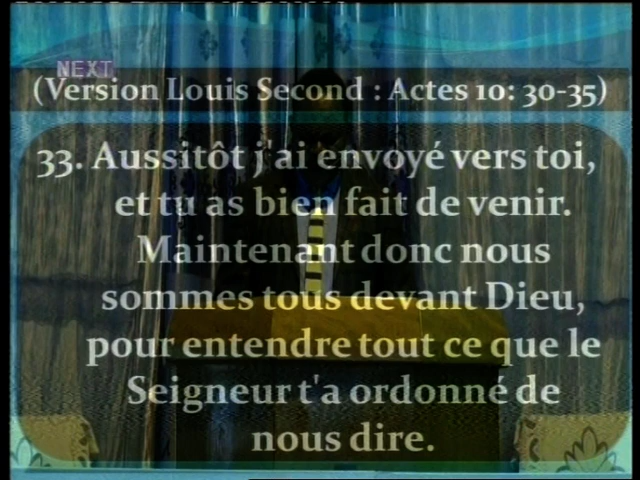 NEXT
(Version Louis Second : Actes 10: 30-35)
33. Aussitôt j'ai envoyé vers toi,
et tu as bien fait de venir.
Maintenant donc nous
sommes tous devant Dieu,
pour entendre tout ce que le
Seigneur t'a ordonné de
nous dire.